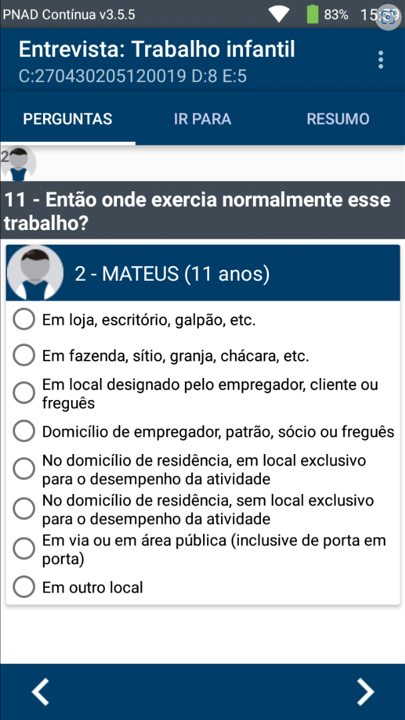 PNAD Contínua v3.5.5
83%
Entrevista: Trabalho infantil
C:270430205120019 D:8 E:5
PERGUNTAS
IR PARA
RESUMO
2
11 - Então onde exercia normalmente esse
trabalho?
2 - MATEUS (11 anos)
Em loja, escritório, galpão, etc.
Em fazenda, sítio, granja, chácara, etc.
Em local designado pelo empregador, cliente ou
freguês
Domicílio de empregador, patrão, sócio ou freguês
No domicílio de residência, em local exclusivo
para o desempenho da atividade
No domicílio de residência, sem local exclusivo
para o desempenho da atividade
Em via ou em área pública (inclusive de porta em
porta)
Em outro local